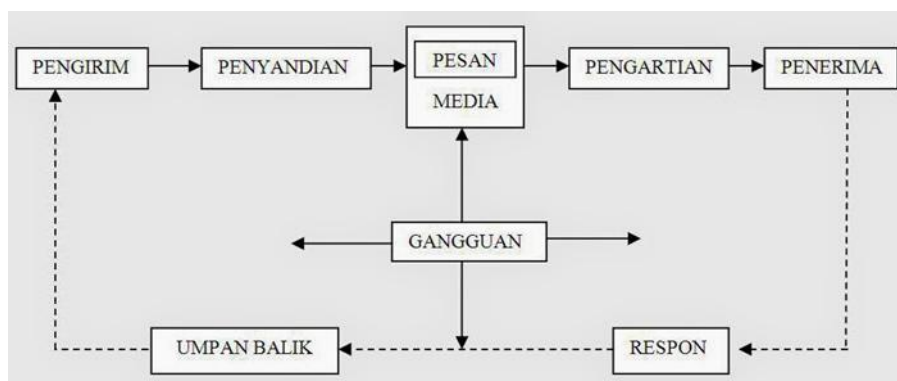 PENGIRIM
PENYANDIAN
PESAN
MEDIA
PENGARTIAN
PENERIMA
GANGGUAN
UMPAN BALIK
RESPON